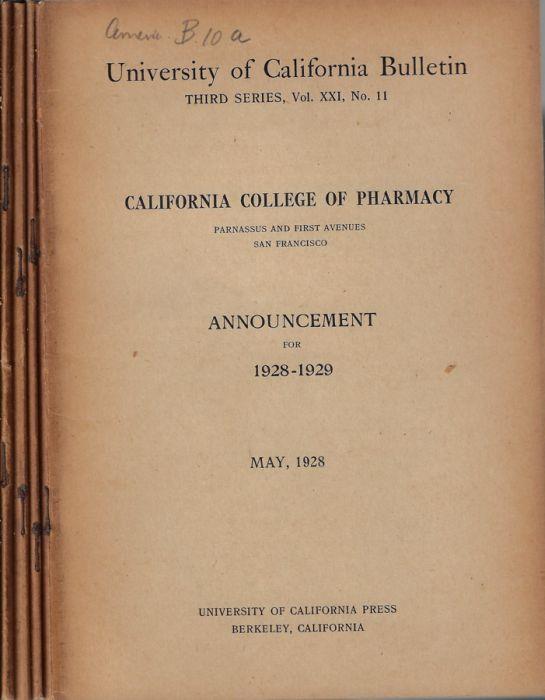 B. 10 a
University of California Bulletin
THIRD SERIES, Vol. XXI, No. 11
CALIFORNIA COLLEGE OF PHARMACY
PARNASSUS AND FIRST AVENUES
SAN FRANCISCO
ANNOUNCEMENT
FOR
1928-1929
MAY, 1928
UNIVERSITY OF CALIFORNIA PRESS
BERKELEY, CALIFORNIA